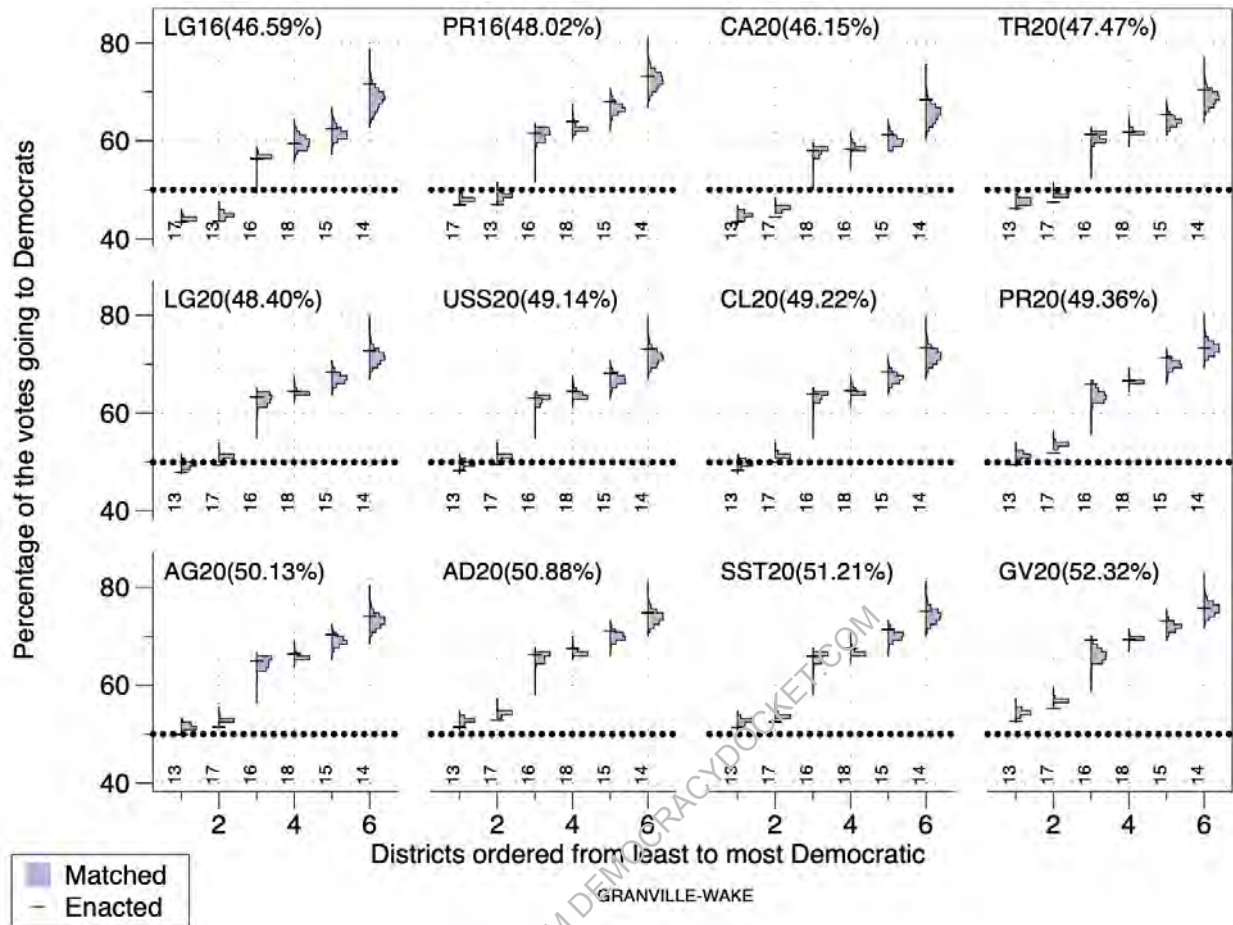 LG16(46.59%) PR16(48.02%) CA20(46.15%) TR20(47.47%)
80
60
40
17 13 16 18 15 14 17 13 16 18 15 14 13 17 18 16 15 14 13 17 16 18 15 14
LG20(48.40%) USS20(49.14%) CL20(49.22%) PR20(49.36%)
80
60
40
13 17 16 18 15 14 13 17 16 18 15 14 13 17 16 18 15 14 13 17 16 18 15 14
AG20(50.13%) AD20(50.88%) SST20(51.21%) GV20(52.32%)
80
60
40
13 17 16 18 15 14 13 17 16 18 15 14 13 17 16 18 15 14 13 17 16 18 15 14
2 4 6 2 4 6 2 4 6 2 4 6
Percentage of the votes going to Democrats
Districts ordered from least to most Democratic
GRANVILLE-WAKE
Matched
Enacted
M DEMOCRACYDOCKET.COM